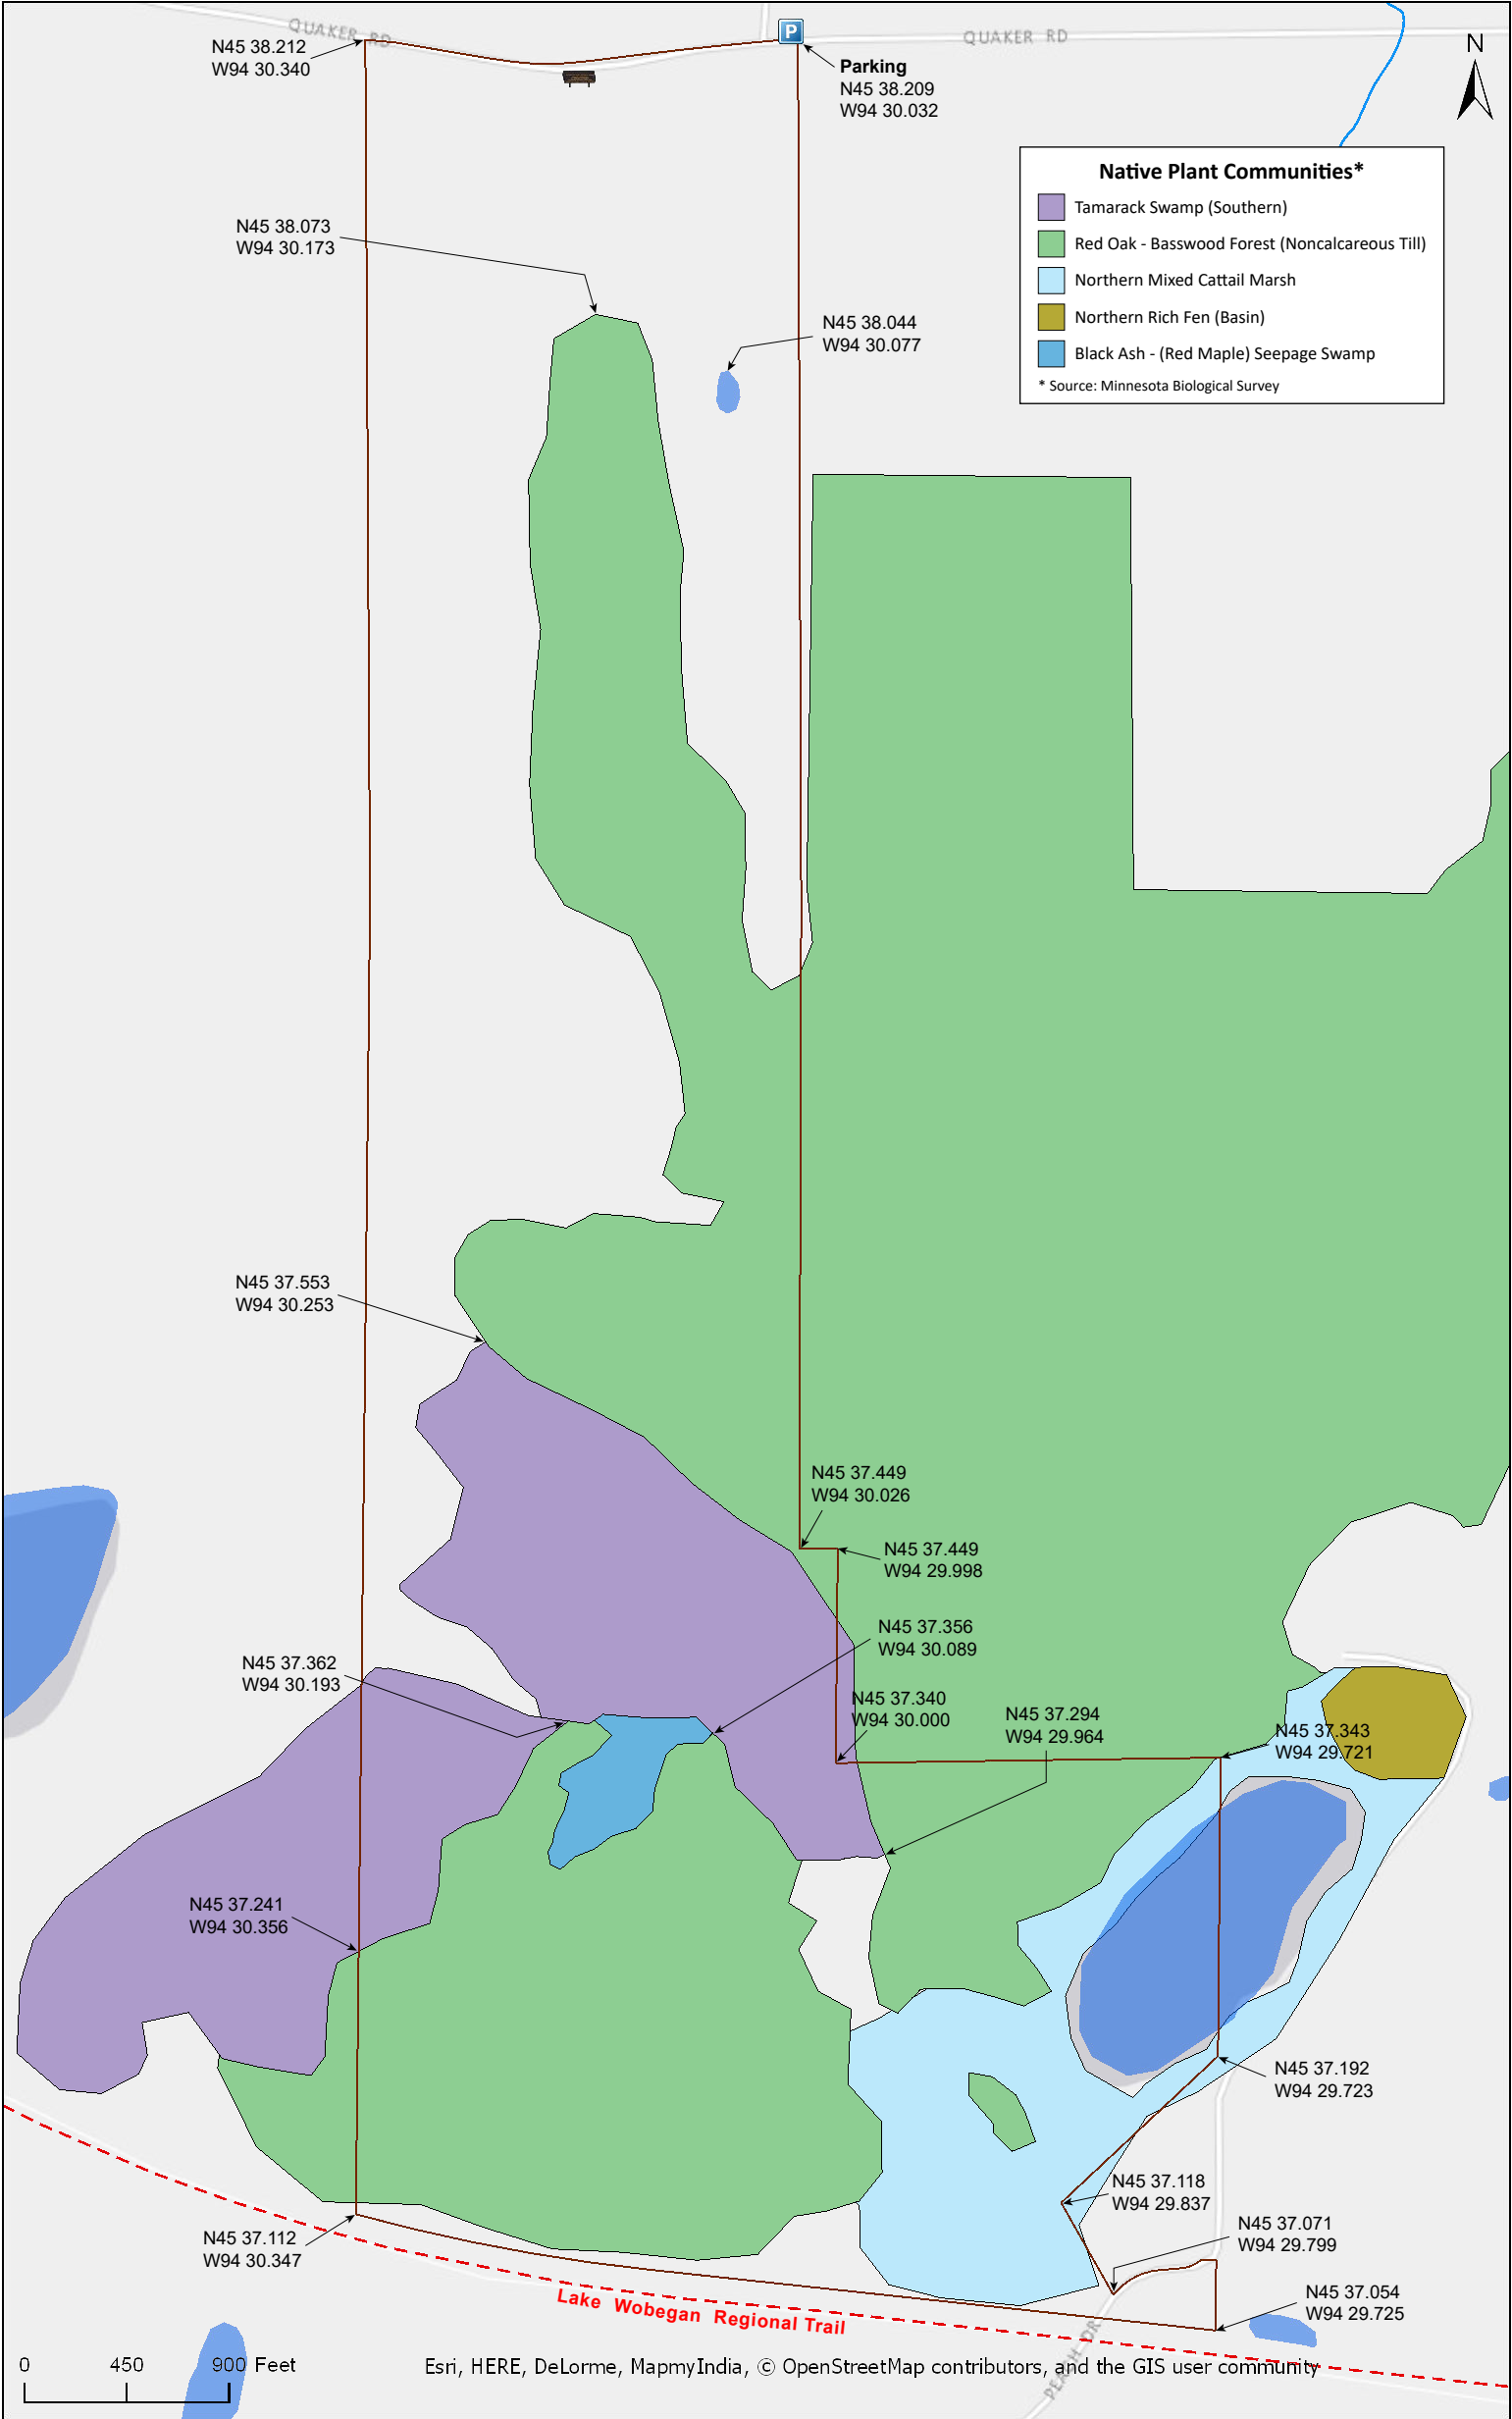 QUAKER RD
QUAKER RD
P
N
N45 38.212
W94 30.340
Parking
N45 38.209
W94 30.032
Native Plant Communities*
Tamarack Swamp (Southern)
Red Oak - Basswood Forest (Noncalcareous Till)
Northern Mixed Cattail Marsh
Northern Rich Fen (Basin)
Black Ash - (Red Maple) Seepage Swamp
* Source: Minnesota Biological Survey
N45 38.073
W94 30.173
N45 38.044
W94 30.077
N45 37.553
W94 30.253
N45 37.449
W94 30.026
N45 37.449
W94 29.998
N45 37.356
W94 30.089
N45 37.362
W94 30.193
N45 37.340
W94 30.000
N45 37.294
W94 29.964
N45 37.343
W94 29.721
N45 37.241
W94 30.356
N45 37.192
W94 29.723
N45 37.118
W94 29.837
N45 37.071
W94 29.799
N45 37.112
W94 30.347
N45 37.054
W94 29.725
Lake Wobegan Regional Trail
PEACH DR
0 450 900 Feet
Esri, HERE, DeLorme, MapmyIndia, © OpenStreetMap contributors, and the GIS user community